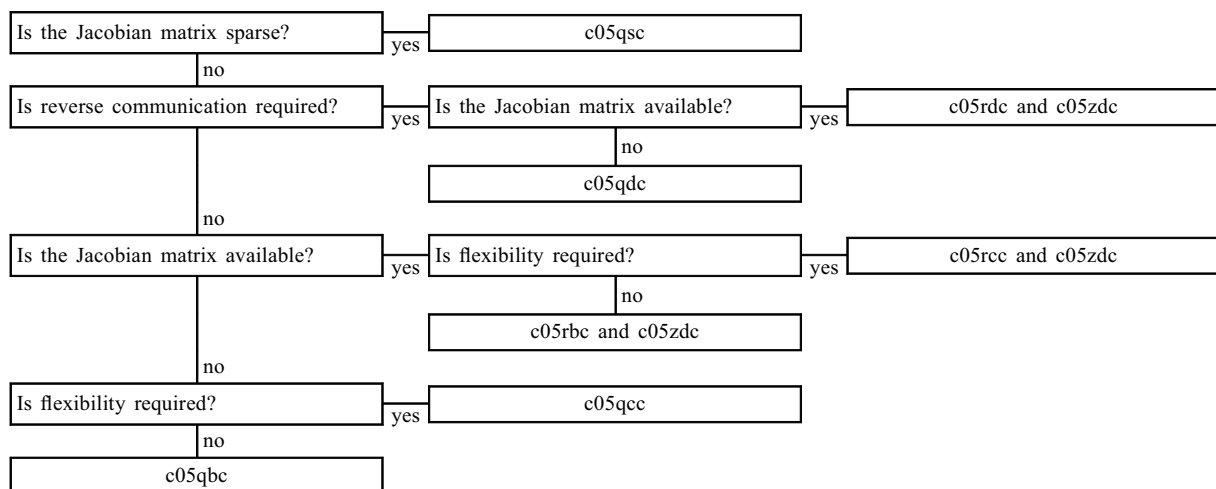 Is the Jacobian matrix sparse?
yes
c05qsc
no
Is reverse communication required?
yes
Is the Jacobian matrix available?
yes
c05rdc and c05zdc
no
c05qdc
no
Is the Jacobian matrix available?
yes
Is flexibility required?
yes
c05rcc and c05zdc
no
c05rbc and c05zdc
no
Is flexibility required?
yes
c05qcc
no
c05qbc